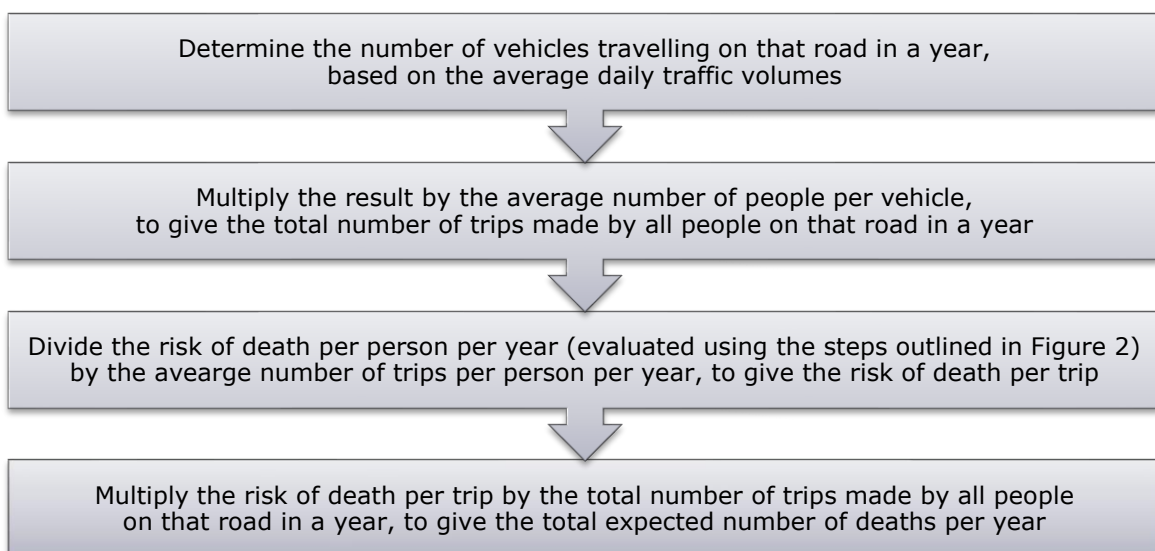 Determine the number of vehicles travelling on that road in a year,
based on the average daily traffic volumes
Multiply the result by the average number of people per vehicle,
to give the total number of trips made by all people on that road in a year
Divide the risk of death per person per year (evaluated using the steps outlined in Figure 2)
by the avearge number of trips per person per year, to give the risk of death per trip
Multiply the risk of death per trip by the total number of trips made by all people
on that road in a year, to give the total expected number of deaths per year